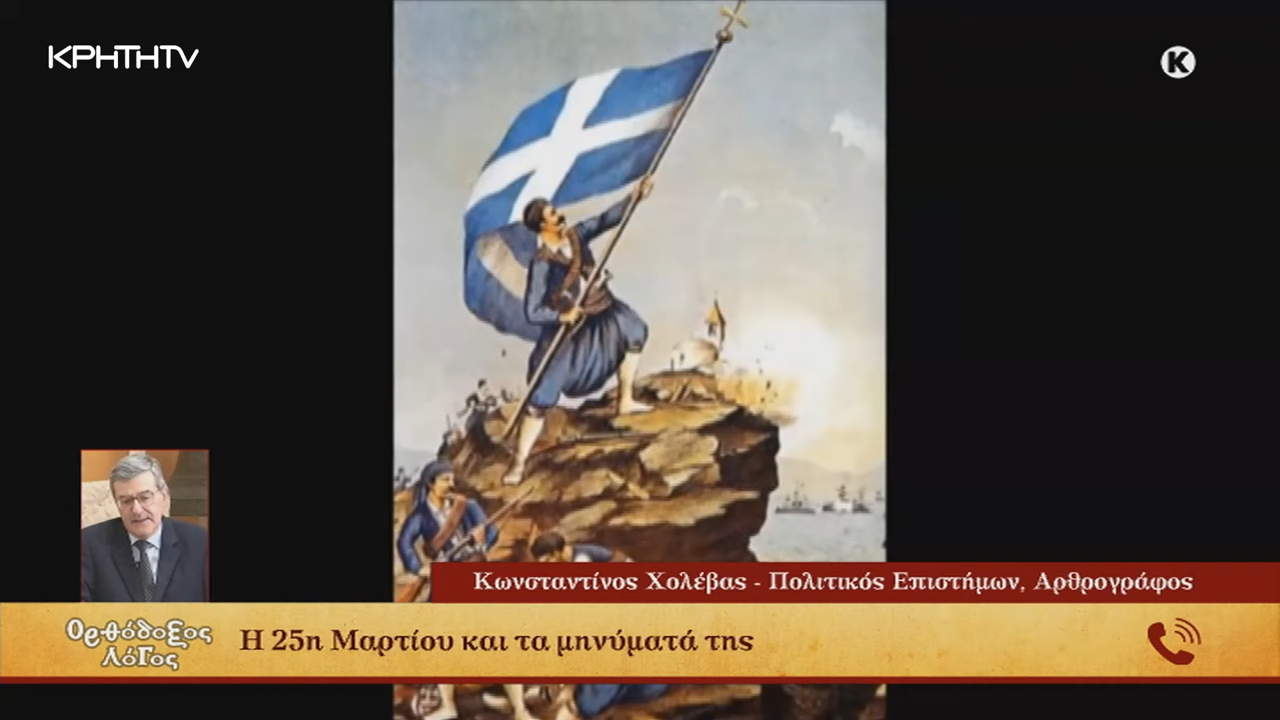 ΚΡΗΤΗTV
K
Κωνσταντίνος Χολέβας - Πολιτικός Επιστήμων, Αρθρογράφος
Ορθόδοξος
Λόγος
Η 25η Μαρτίου και τα μηνύματά της